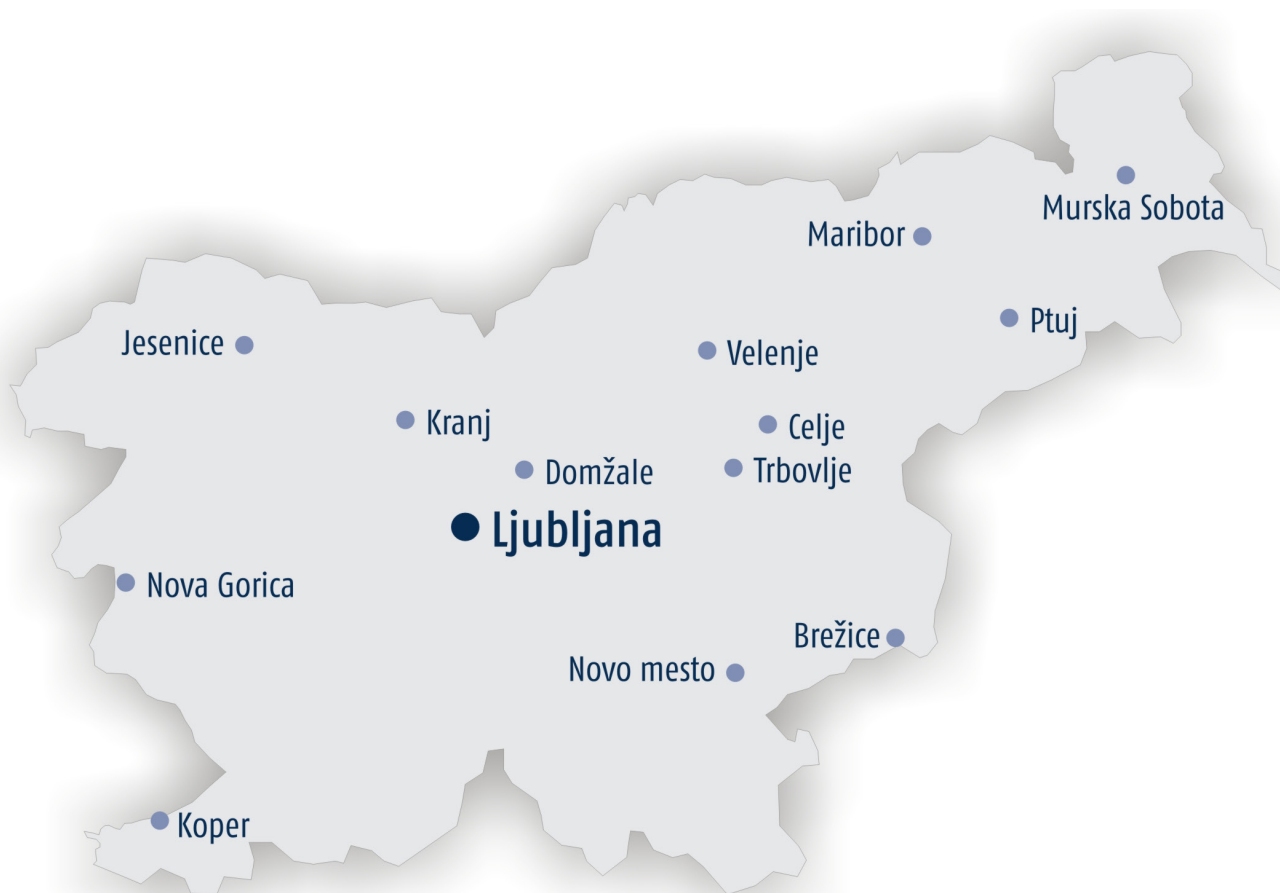 Murska Sobota
Maribor
Ptuj
Jesenice
Velenje
Kranj
Celje
Domžale
Trbovlje
Ljubljana
Nova Gorica
Brežice
Novo mesto
Koper